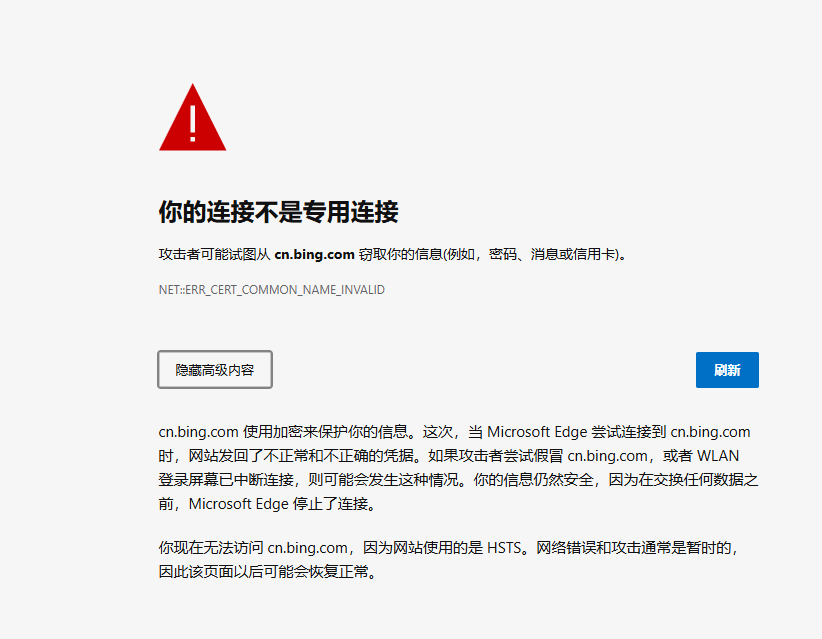 你的连接不是专用连接
攻击者可能试图从 cn.bing.com 窃取你的信息(例如，密码、消息或信用卡)。
NET::ERR_CERT_COMMON_NAME_INVALID
隐藏高级内容
刷新
cn.bing.com 使用加密来保护你的信息。这次，当 Microsoft Edge 尝试连接到 cn.bing.com
时，网站发回了不正常和不正确的凭据。如果攻击者尝试假冒 cn.bing.com，或者 WLAN
登录屏幕已中断连接，则可能会发生这种情况。你的信息仍然安全，因为在交换任何数据之
前，Microsoft Edge 停止了连接。
你现在无法访问 cn.bing.com，因为网站使用的是 HSTS。网络错误和攻击通常是暂时的，
因此该页面以后可能会恢复正常。